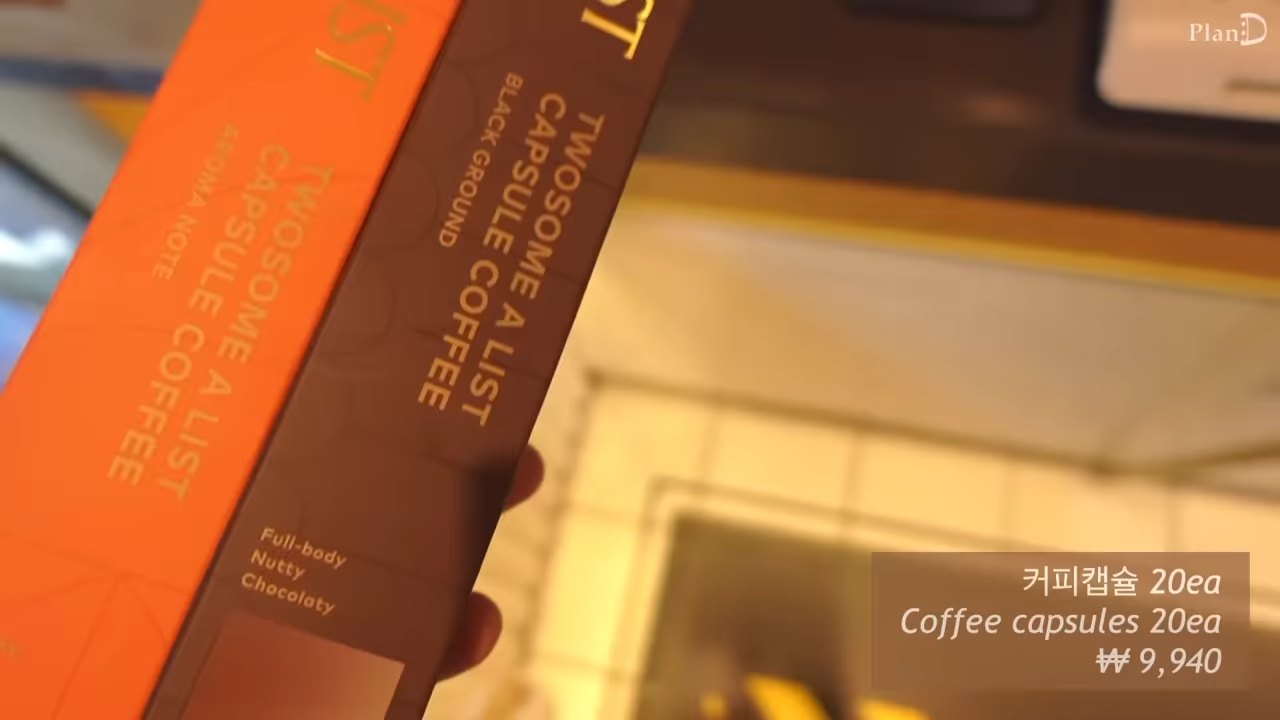 UST
TWOSOME A LIST
CAPSULE COFFEE
AROMA NOTE
ST
TWOSOME A LIST
CAPSULE COFFEE
BLACK GROUND
Full-body
Nutty
Chocolaty
Plan:D
커피캡슐 20ea
Coffee capsules 20ea
₩ 9,940